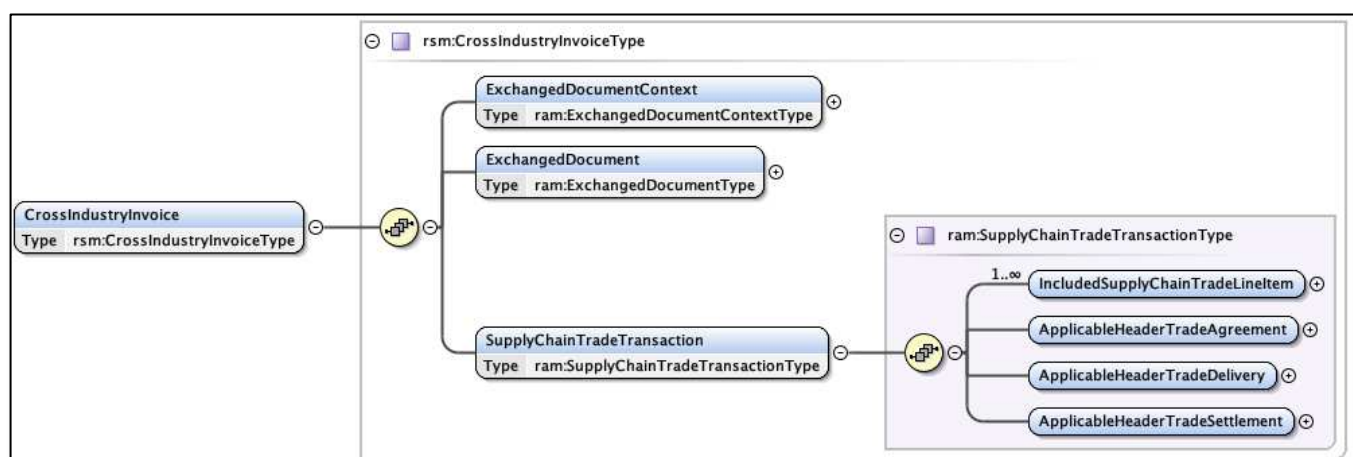 rsm:CrossIndustryInvoiceType
ExchangedDocumentContext
Type ram:ExchangedDocumentContextType
ExchangedDocument
Type ram:ExchangedDocumentType
CrossIndustryInvoice
Type rsm:CrossIndustryInvoiceType
ram:SupplyChainTradeTransactionType
1..∞
IncludedSupplyChainTradeLineItem
ApplicableHeaderTradeAgreement
SupplyChainTradeTransaction
Type ram:SupplyChainTradeTransactionType
ApplicableHeaderTradeDelivery
ApplicableHeaderTradeSettlement